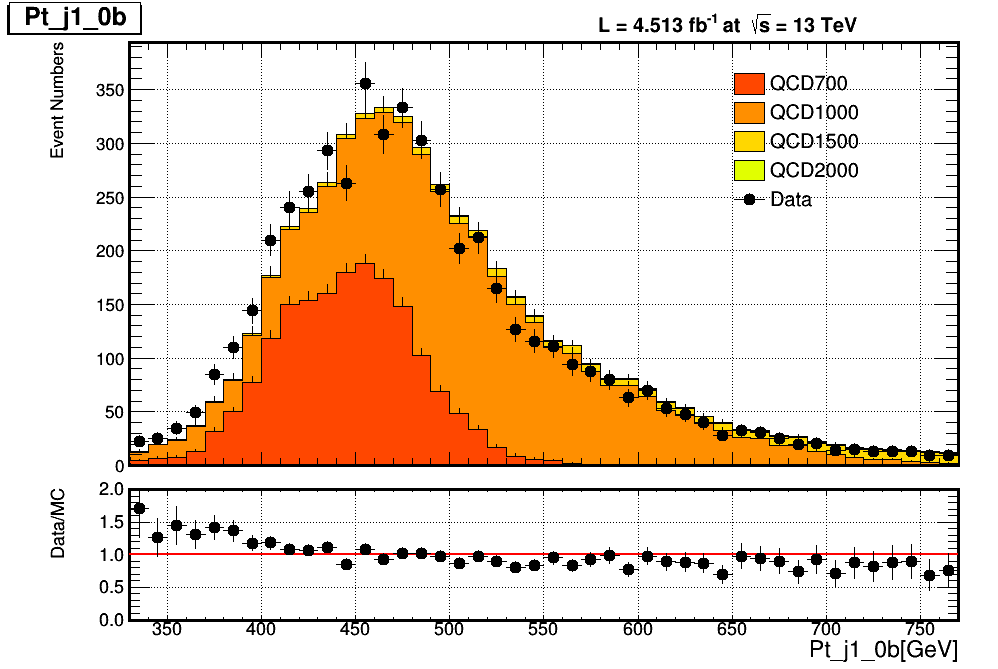 Pt_j1_0b
L = 4.513 fb⁻¹ at √s = 13 TeV
Event Numbers
350
300
250
200
150
100
50
0
QCD700
QCD1000
QCD1500
QCD2000
Data
Data/MC
2.0
1.5
1.0
0.5
0.0
350 400 450 500 550 600 650 700 750
Pt_j1_0b[GeV]